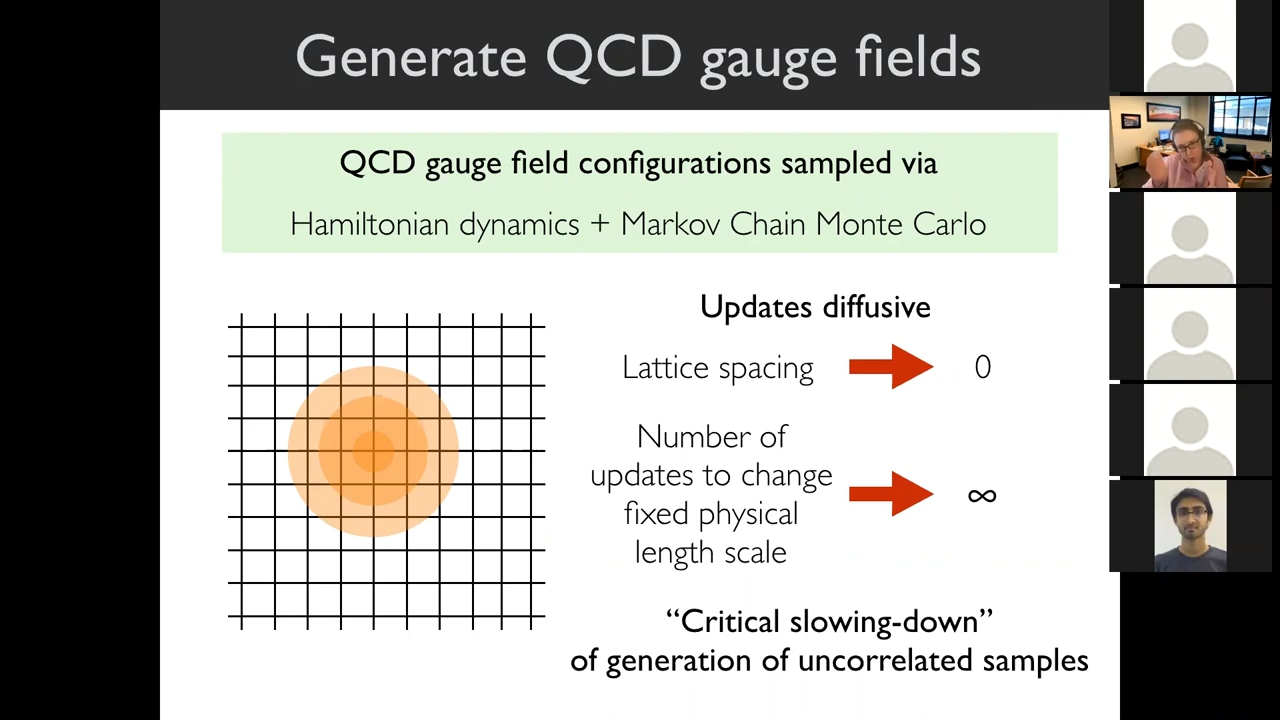 Generate QCD gauge fields
QCD gauge field configurations sampled via
Hamiltonian dynamics + Markov Chain Monte Carlo
Updates diffusive
Lattice spacing 0
Number of
updates to change
fixed physical
length scale
∞
“Critical slowing-down”
of generation of uncorrelated samples